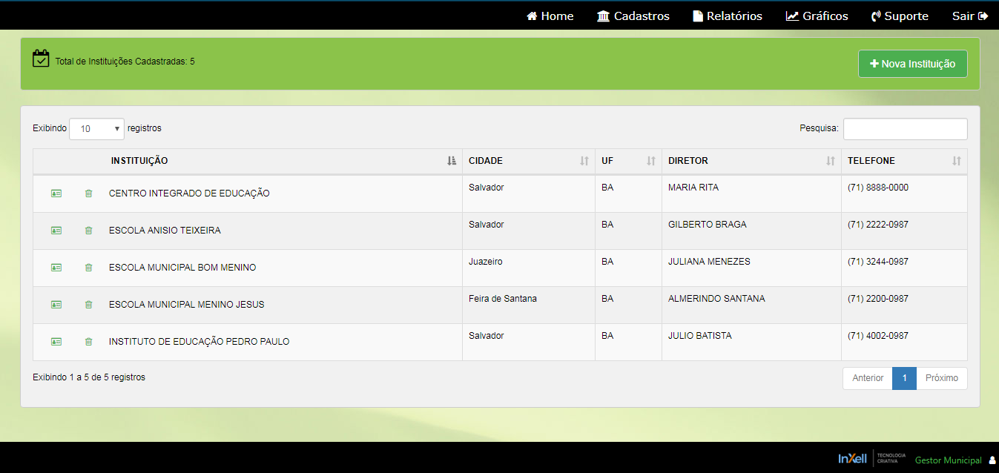 Home Cadastros Relatórios Gráficos Suporte Sair
Total de Instituições Cadastradas: 5
Nova Instituição
Exibindo 10 registros Pesquisa:
INSTITUIÇÃO CIDADE UF DIRETOR TELEFONE
CENTRO INTEGRADO DE EDUCAÇÃO Salvador BA MARIA RITA (71) 8888-0000
ESCOLA ANISIO TEIXEIRA Salvador BA GILBERTO BRAGA (71) 2222-0987
ESCOLA MUNICIPAL BOM MENINO Juazeiro BA JULIANA MENEZES (71) 3244-0987
ESCOLA MUNICIPAL MENINO JESUS Feira de Santana BA ALMERINDO SANTANA (71) 2200-0987
INSTITUTO DE EDUCAÇÃO PEDRO PAULO Salvador BA JULIO BATISTA (71) 4002-0987
Exibindo 1 a 5 de 5 registros Anterior 1 Próximo
InXell TECNOLOGIA
CRIATIVA
Gestor Municipal